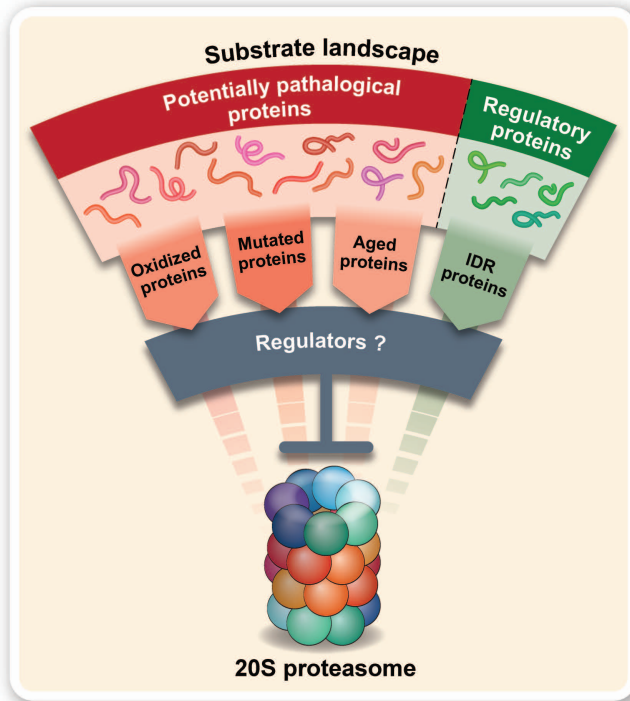 Substrate landscape
Potentially pathalogical
proteins
Regulatory
proteins
Oxidized
proteins
Mutated
proteins
Aged
proteins
IDR
proteins
Regulators ?
20S proteasome